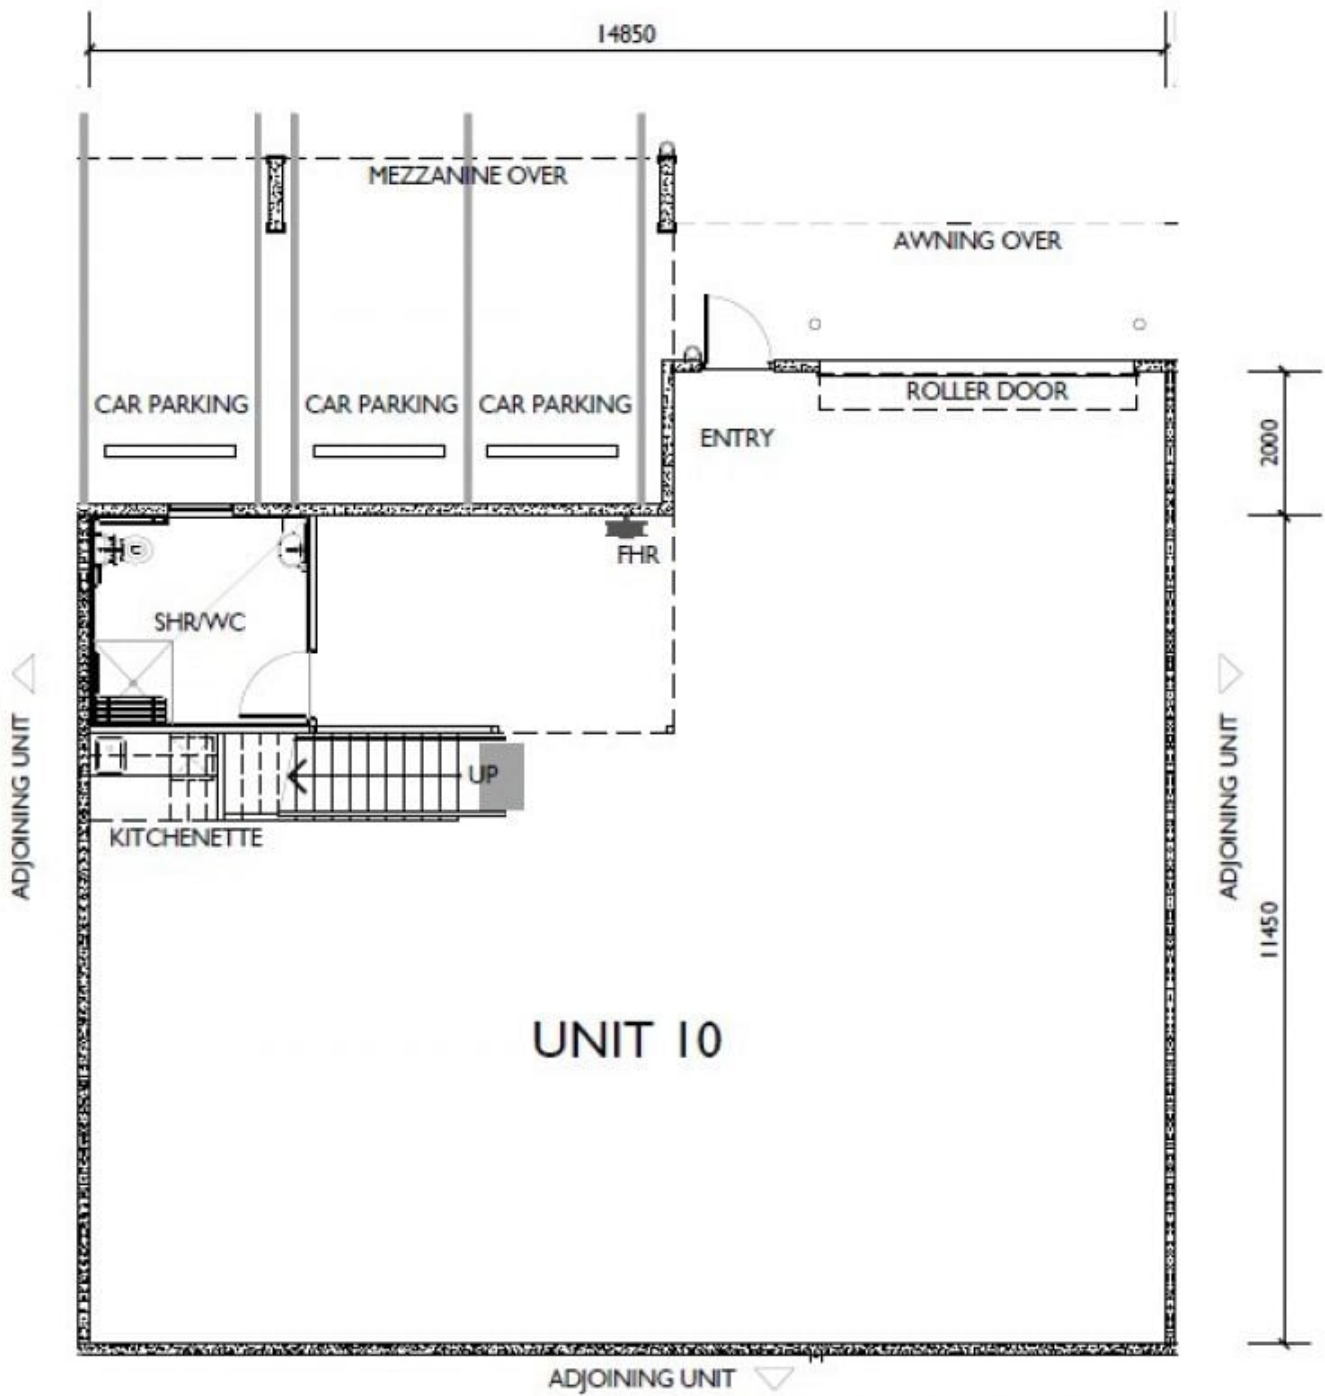 14850
MEZZANINE OVER
AWNING OVER
CAR PARKING
CAR PARKING
CAR PARKING
ROLLER DOOR
ENTRY
2000
FHR
SHR/WC
ADJOINING UNIT
ADJOINING UNIT
UP
KITCHENETTE
11450
UNIT 10
ADJOINING UNIT